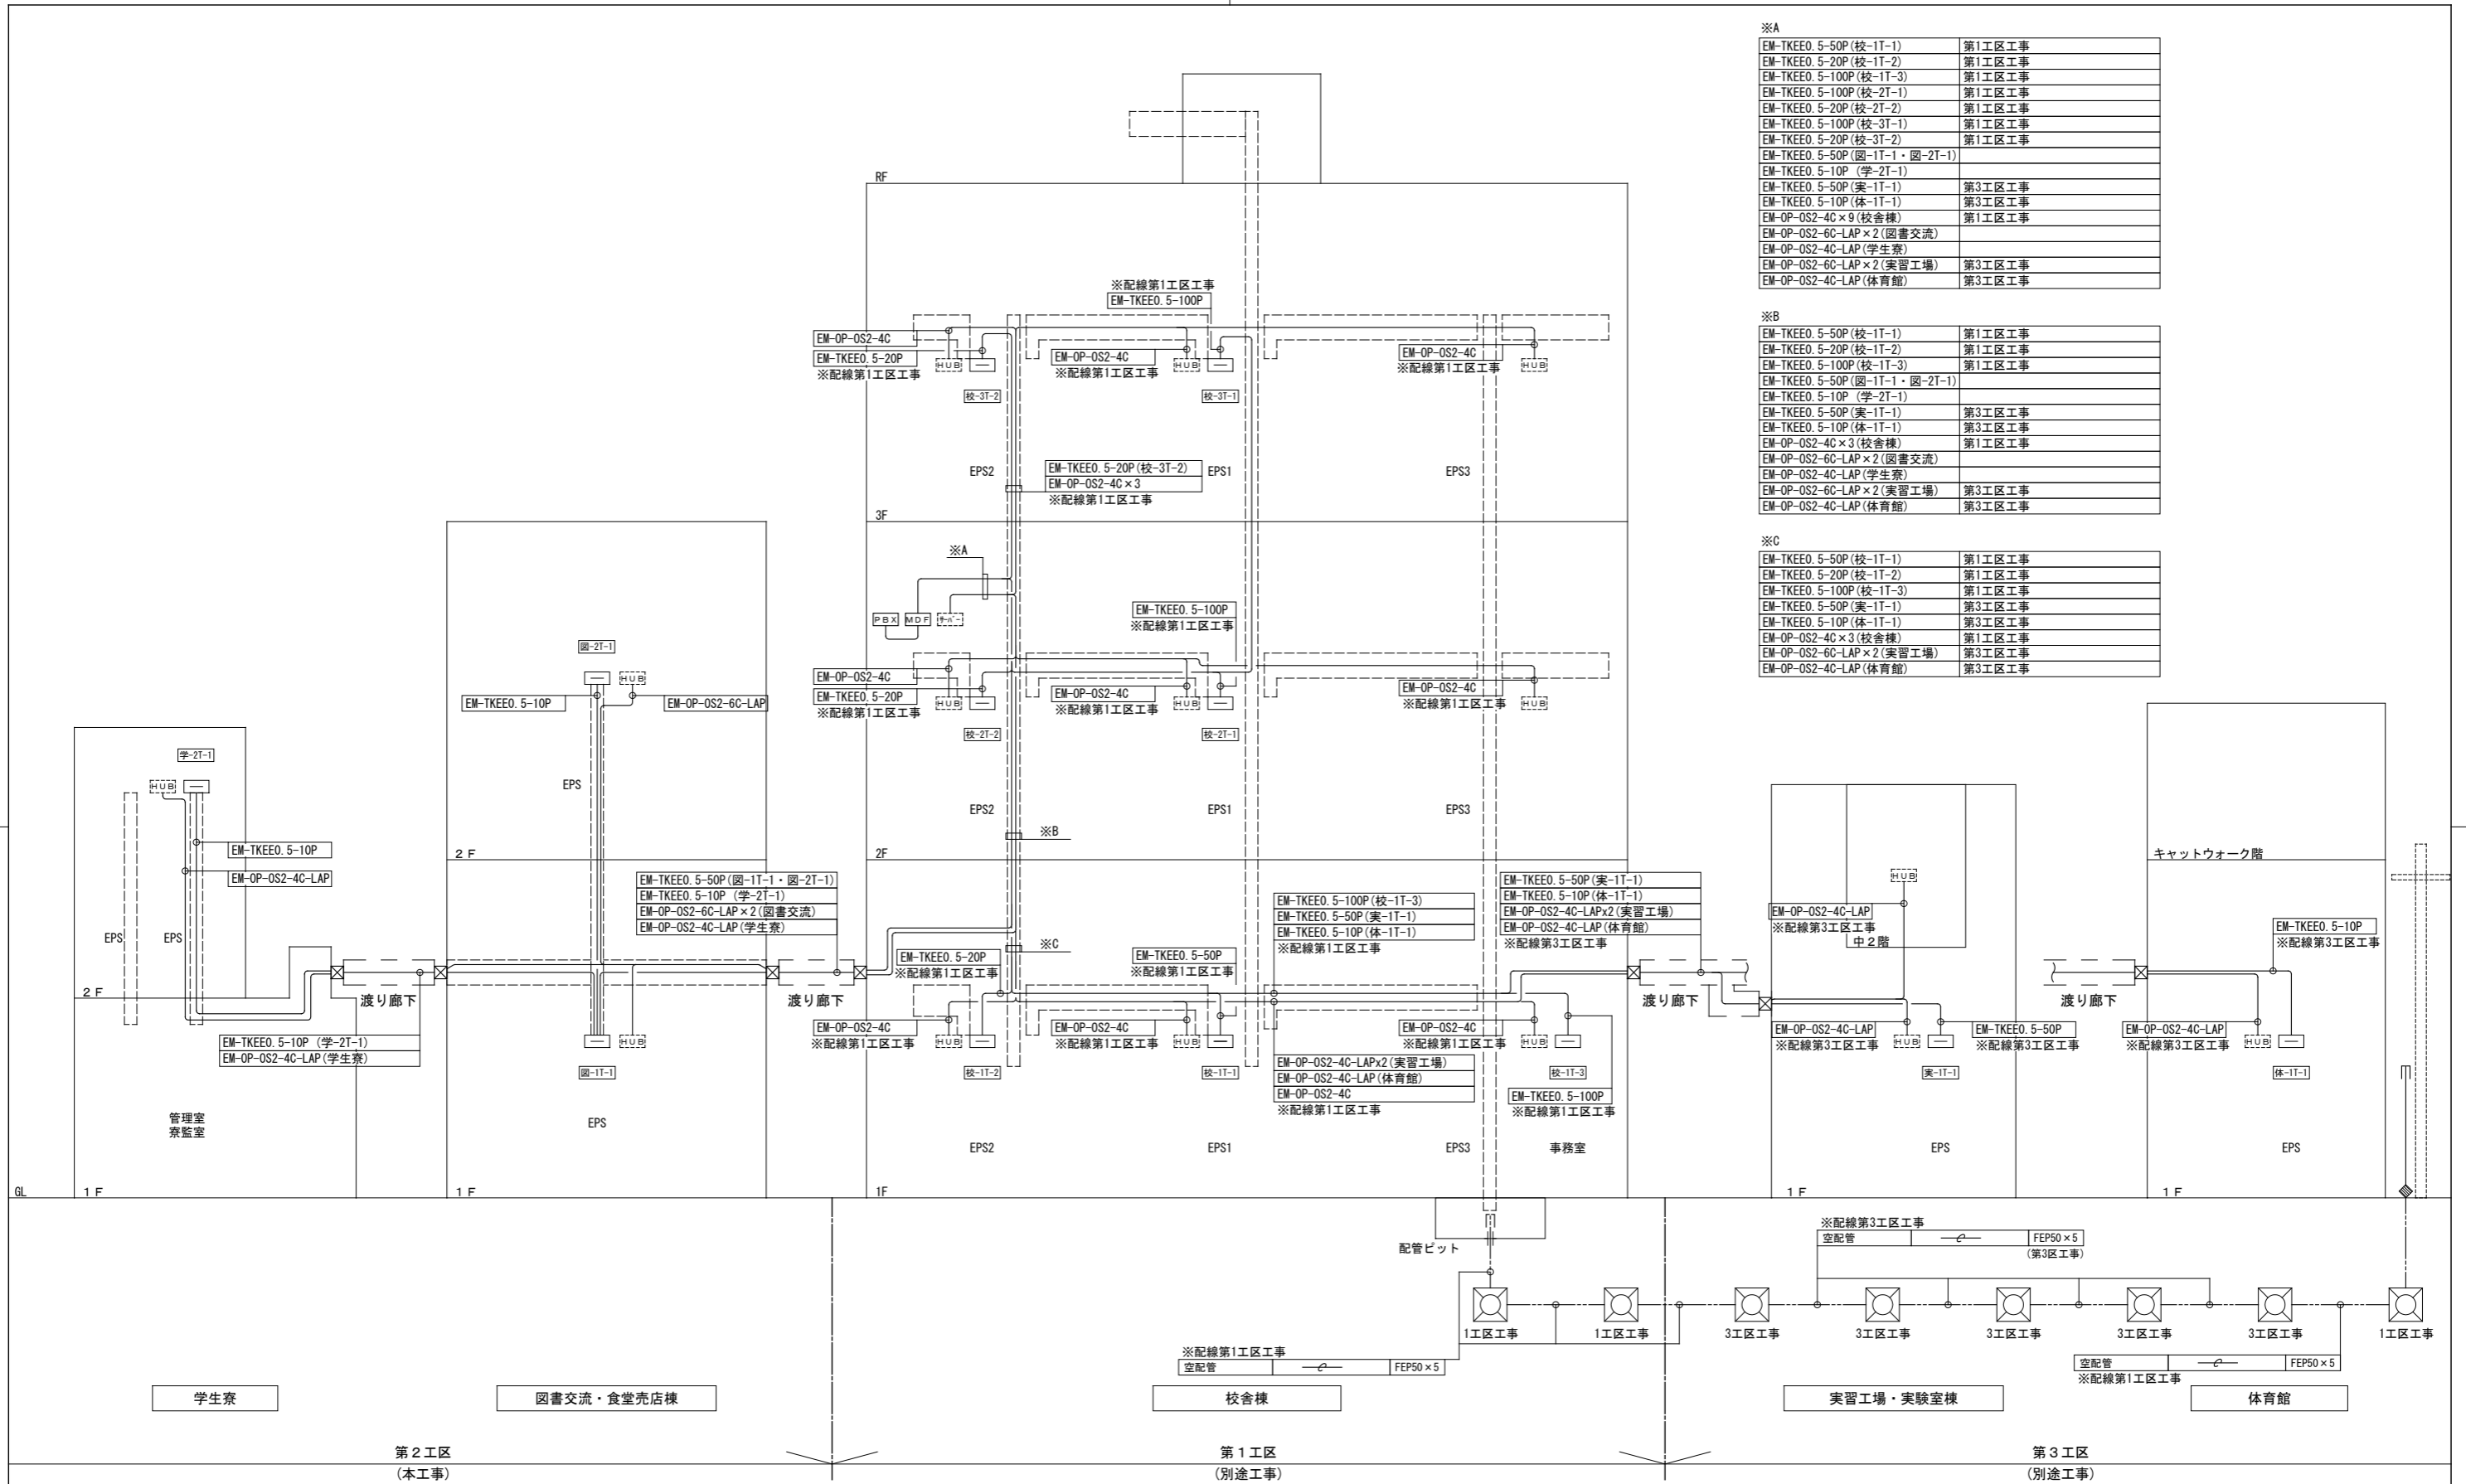 ※A
EM-TKEE0.5-50P(校-1T-1) 第1工区工事
EM-TKEE0.5-20P(校-1T-2) 第1工区工事
EM-TKEE0.5-100P(校-1T-3) 第1工区工事
EM-TKEE0.5-100P(校-2T-1) 第1工区工事
EM-TKEE0.5-20P(校-2T-2) 第1工区工事
EM-TKEE0.5-100P(校-3T-1) 第1工区工事
EM-TKEE0.5-20P(校-3T-2) 第1工区工事
EM-TKEE0.5-50P(図-1T-1・図-2T-1)
EM-TKEE0.5-10P (学-2T-1)
EM-TKEE0.5-50P(実-1T-1) 第3工区工事
EM-TKEE0.5-10P(体-1T-1) 第3工区工事
EM-OP-OS2-4C×9(校舎棟) 第1工区工事
EM-OP-OS2-6C-LAP×2(図書交流)
EM-OP-OS2-4C-LAP(学生寮)
EM-OP-OS2-6C-LAP×2(実習工場) 第3工区工事
EM-OP-OS2-4C-LAP(体育館) 第3工区工事
※B
EM-TKEE0.5-50P(校-1T-1) 第1工区工事
EM-TKEE0.5-20P(校-1T-2) 第1工区工事
EM-TKEE0.5-100P(校-1T-3) 第1工区工事
EM-TKEE0.5-50P(図-1T-1・図-2T-1)
EM-TKEE0.5-10P (学-2T-1)
EM-TKEE0.5-50P(実-1T-1) 第3工区工事
EM-TKEE0.5-10P(体-1T-1) 第3工区工事
EM-OP-OS2-4C×3(校舎棟) 第1工区工事
EM-OP-OS2-6C-LAP×2(図書交流)
EM-OP-OS2-4C-LAP(学生寮)
EM-OP-OS2-6C-LAP×2(実習工場) 第3工区工事
EM-OP-OS2-4C-LAP(体育館) 第3工区工事
※C
EM-TKEE0.5-50P(校-1T-1) 第1工区工事
EM-TKEE0.5-20P(校-1T-2) 第1工区工事
EM-TKEE0.5-100P(校-1T-3) 第1工区工事
EM-TKEE0.5-50P(実-1T-1) 第3工区工事
EM-TKEE0.5-10P(体-1T-1) 第3工区工事
EM-OP-OS2-4C×3(校舎棟) 第1工区工事
EM-OP-OS2-6C-LAP×2(実習工場) 第3工区工事
EM-OP-OS2-4C-LAP(体育館) 第3工区工事
RF
※配線第1工区工事
EM-TKEE0.5-100P
EM-OP-OS2-4C
EM-TKEE0.5-20P
※配線第1工区工事
HUB
校-3T-2
EM-OP-OS2-4C
※配線第1工区工事
HUB
校-3T-1
EM-OP-OS2-4C
※配線第1工区工事
HUB
EPS2
EM-TKEE0.5-20P(校-3T-2)
EM-OP-OS2-4C×3
※配線第1工区工事
EPS1
EPS3
3F
※A
PBX
MDF
サーバー
EM-TKEE0.5-100P
※配線第1工区工事
EM-OP-OS2-4C
EM-TKEE0.5-20P
※配線第1工区工事
HUB
校-2T-2
EM-OP-OS2-4C
※配線第1工区工事
HUB
校-2T-1
EM-OP-OS2-4C
※配線第1工区工事
HUB
EPS2
EPS1
EPS3
※B
2F
図-2T-1
HUB
EM-TKEE0.5-10P
EM-OP-OS2-6C-LAP
EPS
2F
学-2T-1
HUB
EM-TKEE0.5-10P
EM-OP-OS2-4C-LAP
EPS
EPS
2F
渡り廊下
EM-TKEE0.5-10P (学-2T-1)
EM-OP-OS2-4C-LAP(学生寮)
管理室
寮監室
1F
GL
EM-TKEE0.5-50P(図-1T-1・図-2T-1)
EM-TKEE0.5-10P (学-2T-1)
EM-OP-OS2-6C-LAP×2(図書交流)
EM-OP-OS2-4C-LAP(学生寮)
渡り廊下
HUB
図-1T-1
EPS
1F
※C
EM-TKEE0.5-20P
※配線第1工区工事
EM-OP-OS2-4C
※配線第1工区工事
HUB
校-1T-2
EPS2
EM-TKEE0.5-50P
※配線第1工区工事
EM-OP-OS2-4C
※配線第1工区工事
HUB
校-1T-1
EPS1
EM-TKEE0.5-100P(校-1T-3)
EM-TKEE0.5-50P(実-1T-1)
EM-TKEE0.5-10P(体-1T-1)
※配線第1工区工事
EM-OP-OS2-4C
※配線第1工区工事
HUB
EM-OP-OS2-4C-LAPx2(実習工場)
EM-OP-OS2-4C-LAP(体育館)
EM-OP-OS2-4C
※配線第1工区工事
EPS3
校-1T-3
EM-TKEE0.5-100P
※配線第1工区工事
事務室
1F
EM-TKEE0.5-50P(実-1T-1)
EM-TKEE0.5-10P(体-1T-1)
EM-OP-OS2-4C-LAPx2(実習工場)
EM-OP-OS2-4C-LAP(体育館)
※配線第3工区工事
渡り廊下
HUB
EM-OP-OS2-4C-LAP
※配線第3工区工事
中2階
EM-OP-OS2-4C-LAP
※配線第3工区工事
HUB
EM-TKEE0.5-50P
※配線第3工区工事
実-1T-1
EPS
1F
キャットウォーク階
渡り廊下
EM-TKEE0.5-10P
※配線第3工区工事
EM-OP-OS2-4C-LAP
※配線第3工区工事
HUB
体-1T-1
EPS
1F
配管ピット
※配線第3工区工事
空配管 FEP50×5
(第3区工事)
1工区工事
1工区工事
3工区工事
3工区工事
3工区工事
3工区工事
3工区工事
1工区工事
※配線第1工区工事
空配管 FEP50×5
空配管 FEP50×5
※配線第1工区工事
学生寮
図書交流・食堂売店棟
校舎棟
実習工場・実験室棟
体育館
第2工区
(本工事)
第1工区
(別途工事)
第3工区
(別途工事)